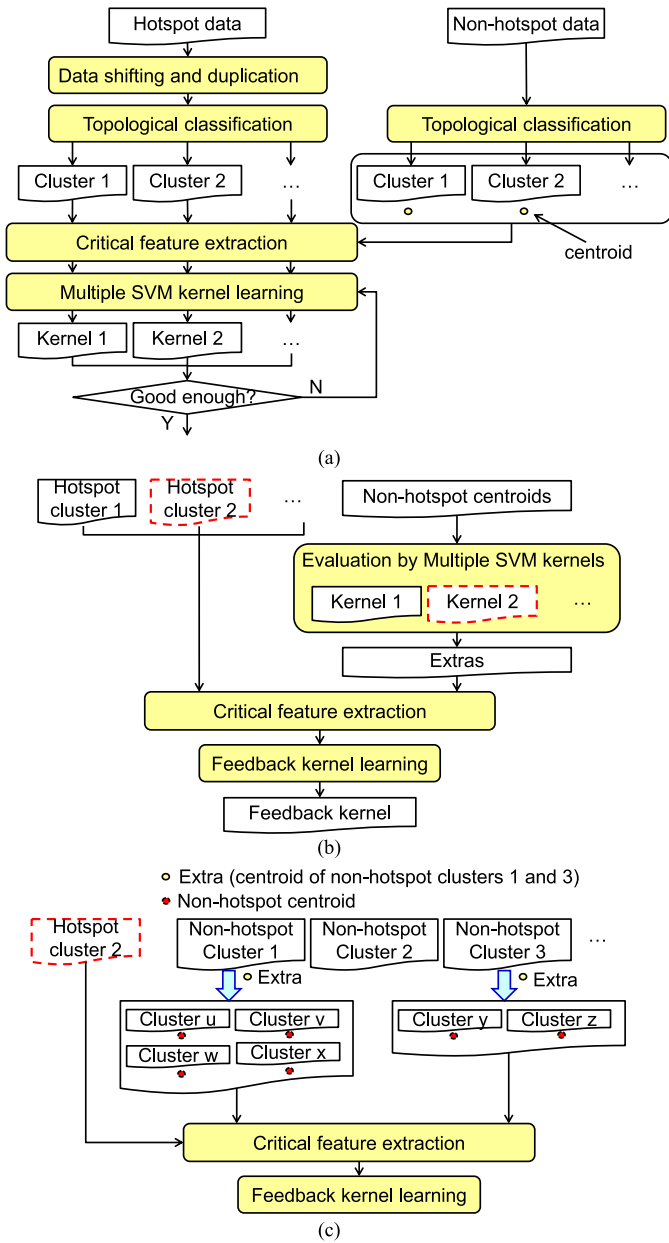 Hotspot data
Non-hotspot data
Data shifting and duplication
Topological classification
Topological classification
Cluster 1
Cluster 2
...
Cluster 1
Cluster 2
...
centroid
Critical feature extraction
Multiple SVM kernel learning
Kernel 1
Kernel 2
...
Good enough?
N
Y
(a)
Hotspot
cluster 1
Hotspot
cluster 2
...
Non-hotspot centroids
Evaluation by Multiple SVM kernels
Kernel 1
Kernel 2
...
Extras
Critical feature extraction
Feedback kernel learning
Feedback kernel
(b)
Extra (centroid of non-hotspot clusters 1 and 3)
Non-hotspot centroid
Hotspot
cluster 2
Non-hotspot
Cluster 1
Non-hotspot
Cluster 2
Non-hotspot
Cluster 3
...
Extra
Extra
Cluster u
Cluster v
Cluster w
Cluster x
Cluster y
Cluster z
Critical feature extraction
Feedback kernel learning
(c)